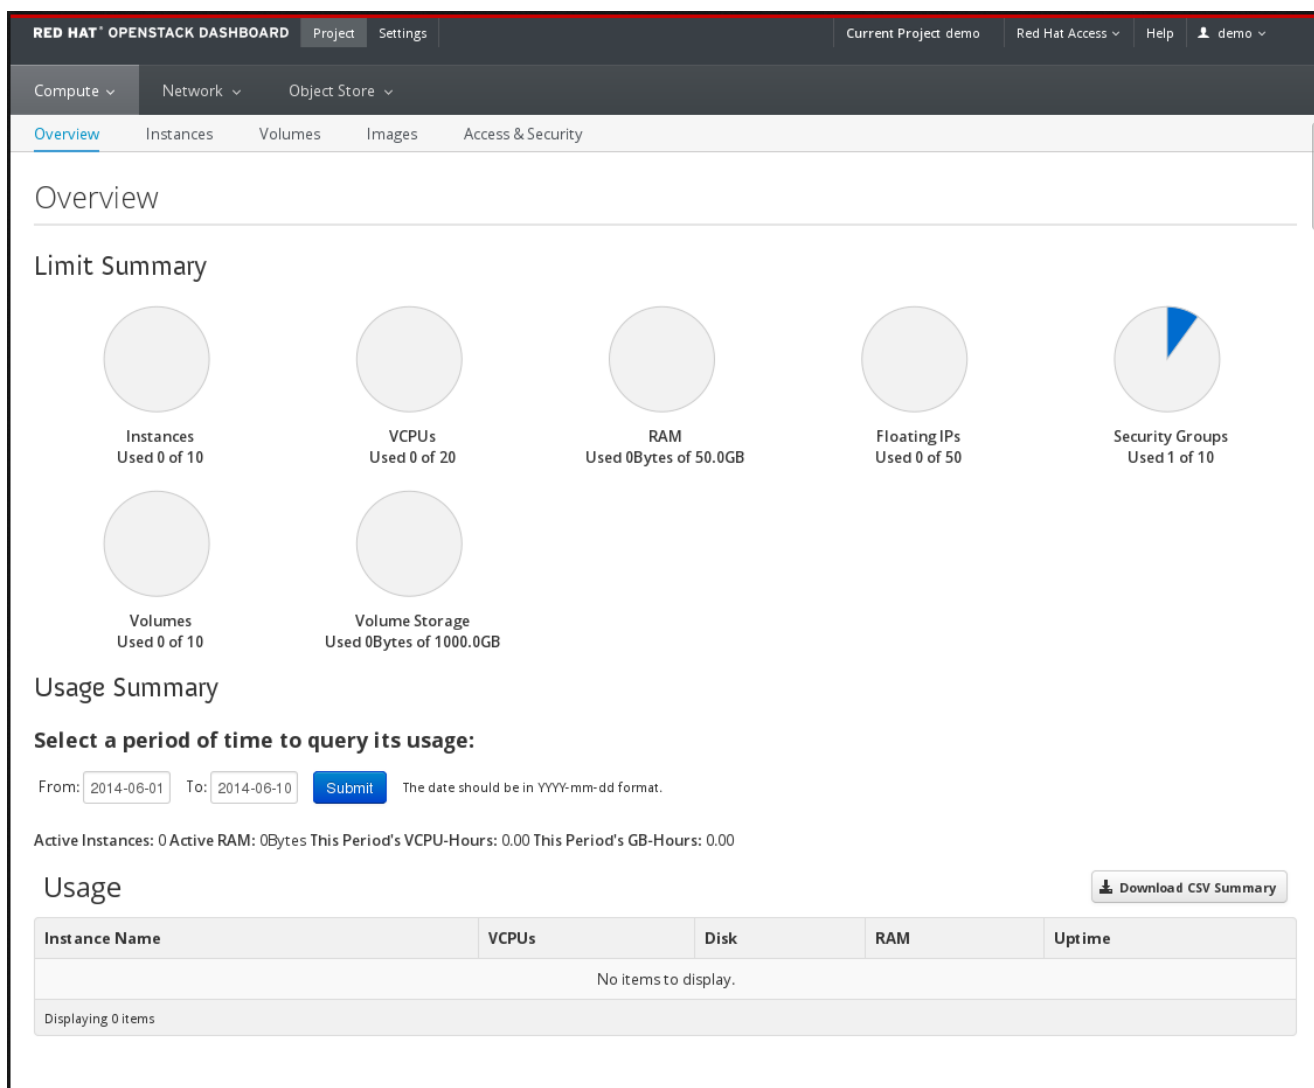 RED HAT® OPENSTACK DASHBOARD Project Settings Current Project demo Red Hat Access Help demo
Compute Network Object Store
Overview Instances Volumes Images Access & Security
Overview
Limit Summary
Instances VCPUs RAM Floating IPs Security Groups
Used 0 of 10 Used 0 of 20 Used 0Bytes of 50.0GB Used 0 of 50 Used 1 of 10
Volumes Volume Storage
Used 0 of 10 Used 0Bytes of 1000.0GB
Usage Summary
Select a period of time to query its usage:
From: 2014-06-01 To: 2014-06-10 Submit The date should be in YYYY-mm-dd format.
Active Instances: 0 Active RAM: 0Bytes This Period's VCPU-Hours: 0.00 This Period's GB-Hours: 0.00
Usage Download CSV Summary
Instance Name VCPUs Disk RAM Uptime
No items to display.
Displaying 0 items